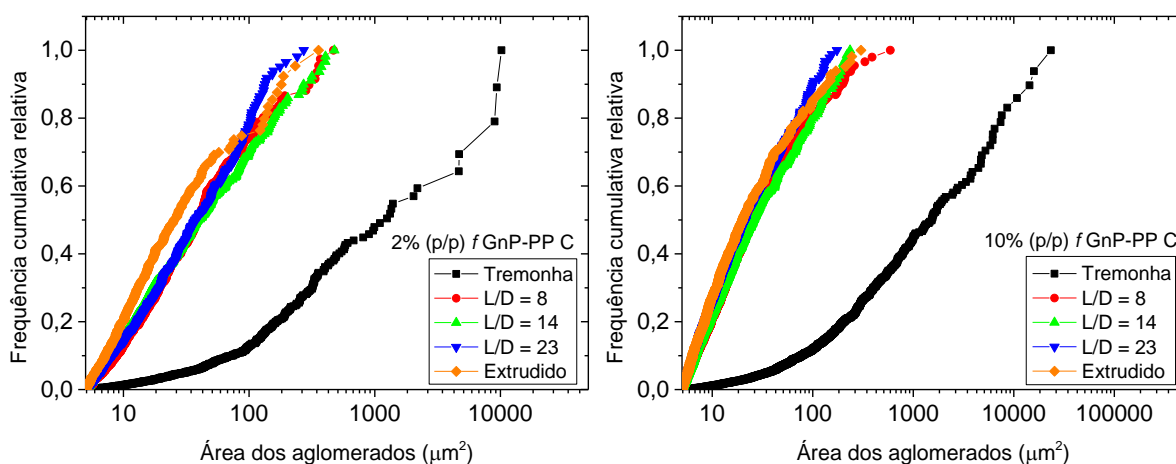 1,0
0,8
0,6
0,4
0,2
0,0
Frequência cumulativa relativa
10
100
1000
10000
Área dos aglomerados (μm²)
2% (p/p) f GnP-PP C
Tremonha
L/D = 8
L/D = 14
L/D = 23
Extrudido
1,0
0,8
0,6
0,4
0,2
0,0
Frequência cumulativa relativa
10
100
1000
10000
100000
Área dos aglomerados (μm²)
10% (p/p) f GnP-PP C
Tremonha
L/D = 8
L/D = 14
L/D = 23
Extrudido